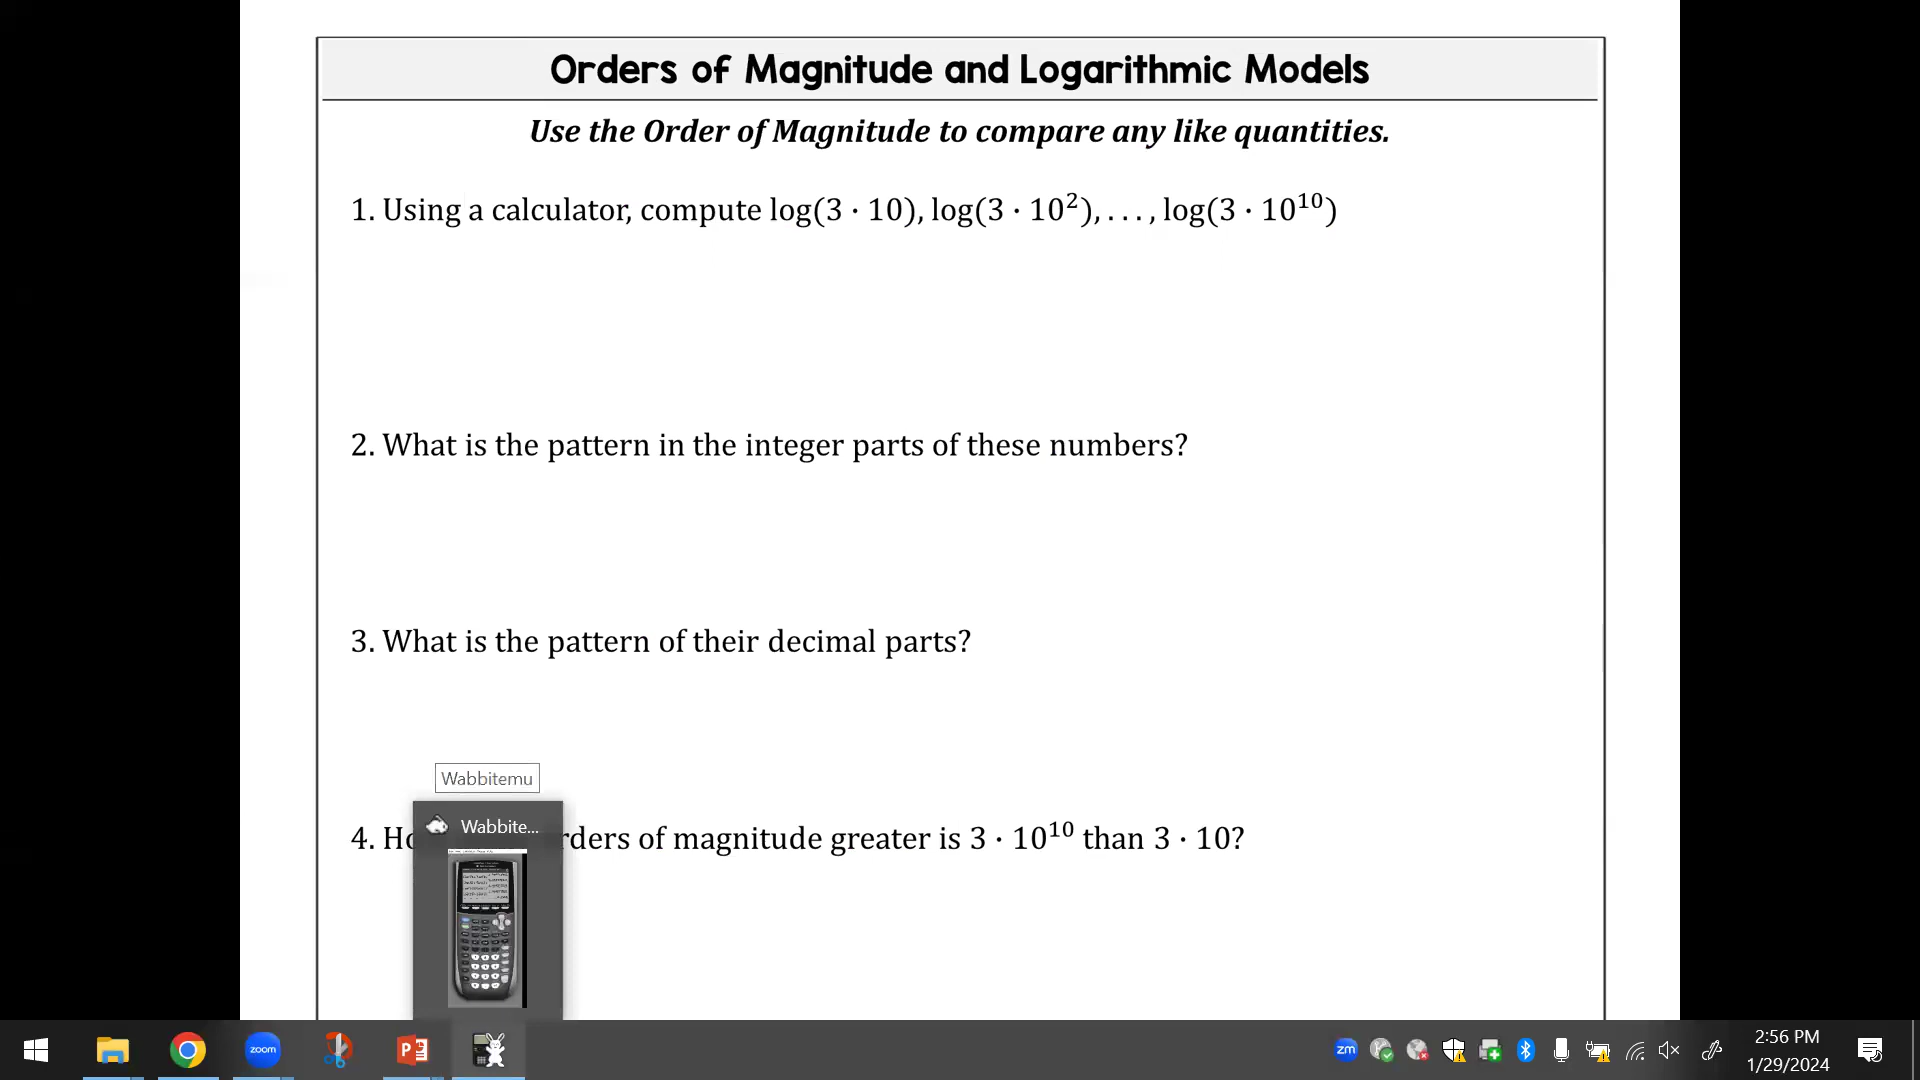 Orders of Magnitude and Logarithmic Models
Use the Order of Magnitude to compare any like quantities.
1. Using a calculator, compute log(3 · 10), log(3 · 10²), . . . , log(3 · 10¹⁰)
2. What is the pattern in the integer parts of these numbers?
3. What is the pattern of their decimal parts?
Wabbitemu
Wabbite...
4. Ho rders of magnitude greater is 3 · 10¹⁰ than 3 · 10?
zoom
P
zm
2:56 PM
1/29/2024